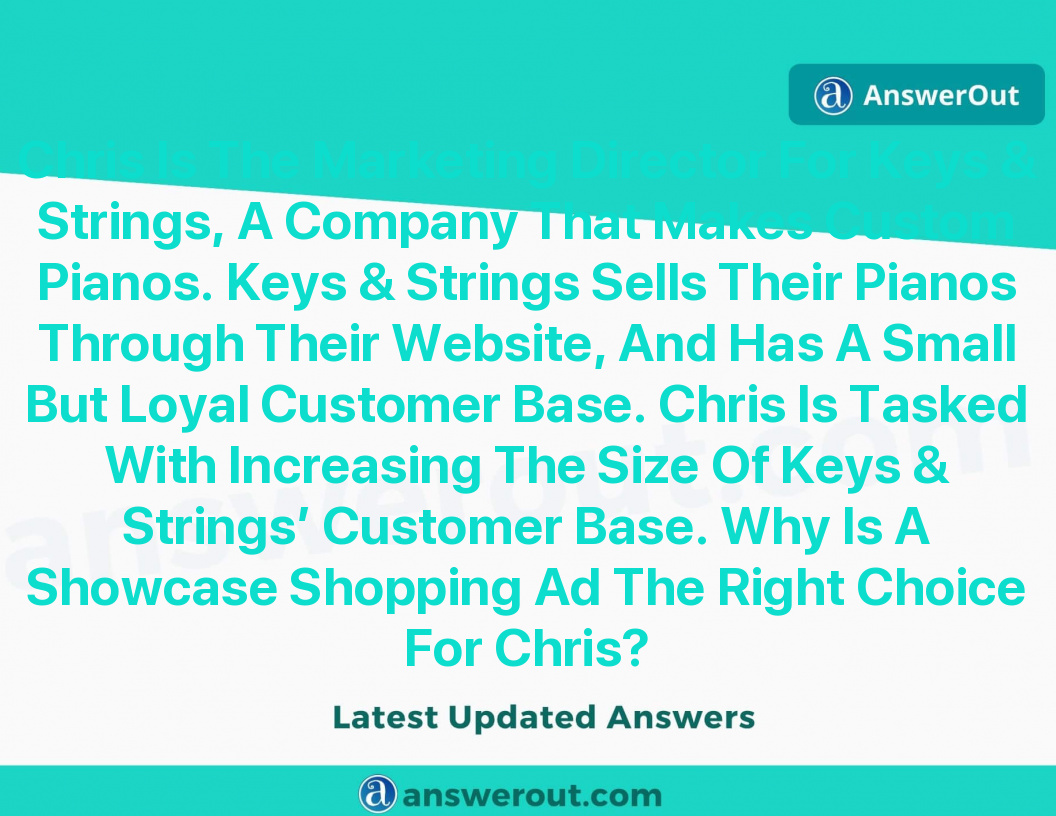 AnswerOut
Chris Is The Marketing Director For Keys &
Strings, A Company That Makes Custom
Pianos. Keys & Strings Sells Their Pianos
Through Their Website, And Has A Small
But Loyal Customer Base. Chris Is Tasked
With Increasing The Size Of Keys &
Strings’ Customer Base. Why Is A
Showcase Shopping Ad The Right Choice
For Chris?
answerout.com
Latest Updated Answers
answerout.com